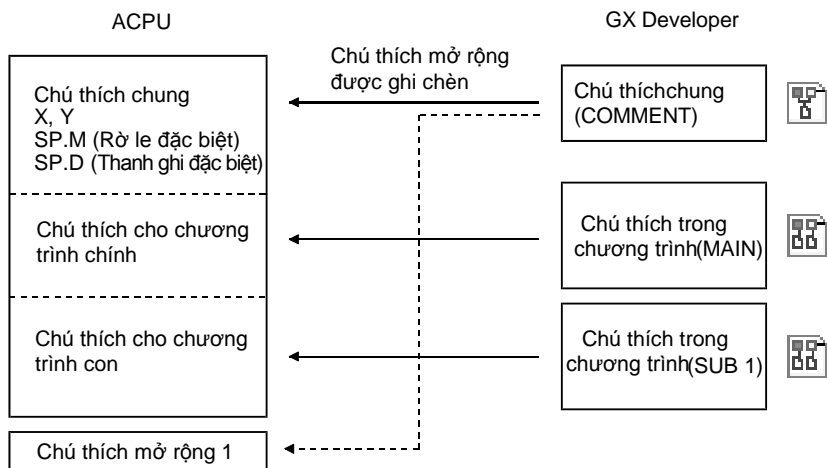 ACPU
GX Developer
Chú thích mở rộng
được ghi chèn
Chú thích chung
X, Y
SP.M (Rờ le đặc biệt)
SP.D (Thanh ghi đặc biệt)
Chú thíchchung
(COMMENT)
Chú thích cho chương
trình chính
Chú thích trong
chương trình(MAIN)
Chú thích cho chương
trình con
Chú thích trong
chương trình(SUB 1)
Chú thích mở rộng 1